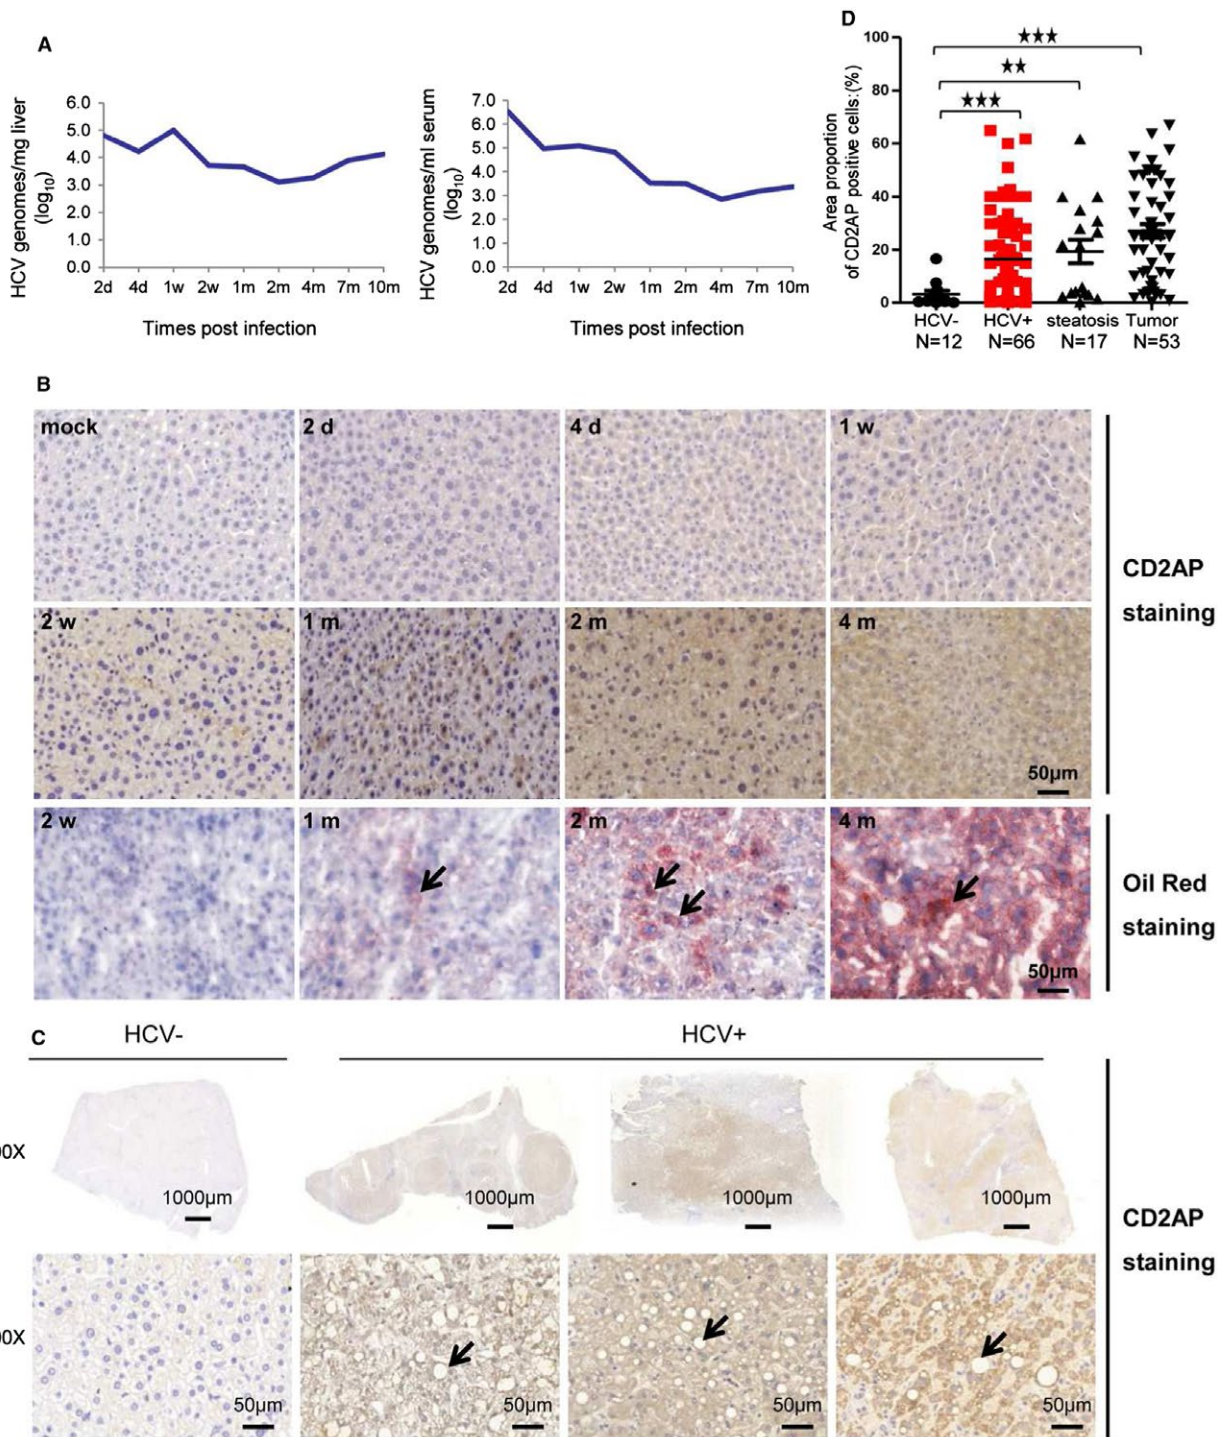 A
HCV genomes/mg liver
(log10)
6.0
5.0
4.0
3.0
2.0
1.0
0.0
2d 4d 1w 2w 1m 2m 4m 7m 10m
Times post infection
HCV genomes/ml serum
(log10)
7.0
6.0
5.0
4.0
3.0
2.0
1.0
0.0
2d 4d 1w 2w 1m 2m 4m 7m 10m
Times post infection
D
Area proportion
of CD2AP positive cells:(%)
100
80
60
40
20
0
★★★
★★
★★★
HCV- HCV+ steatosis Tumor
N=12 N=66 N=17 N=53
B
mock 2 d 4 d 1 w
2 w 1 m 2 m 4 m
50μm
CD2AP
staining
2 w 1 m 2 m 4 m
50μm
Oil Red
staining
C
HCV- HCV+
00X
1000μm 1000μm 1000μm 1000μm
00X
50μm 50μm 50μm 50μm
CD2AP
staining